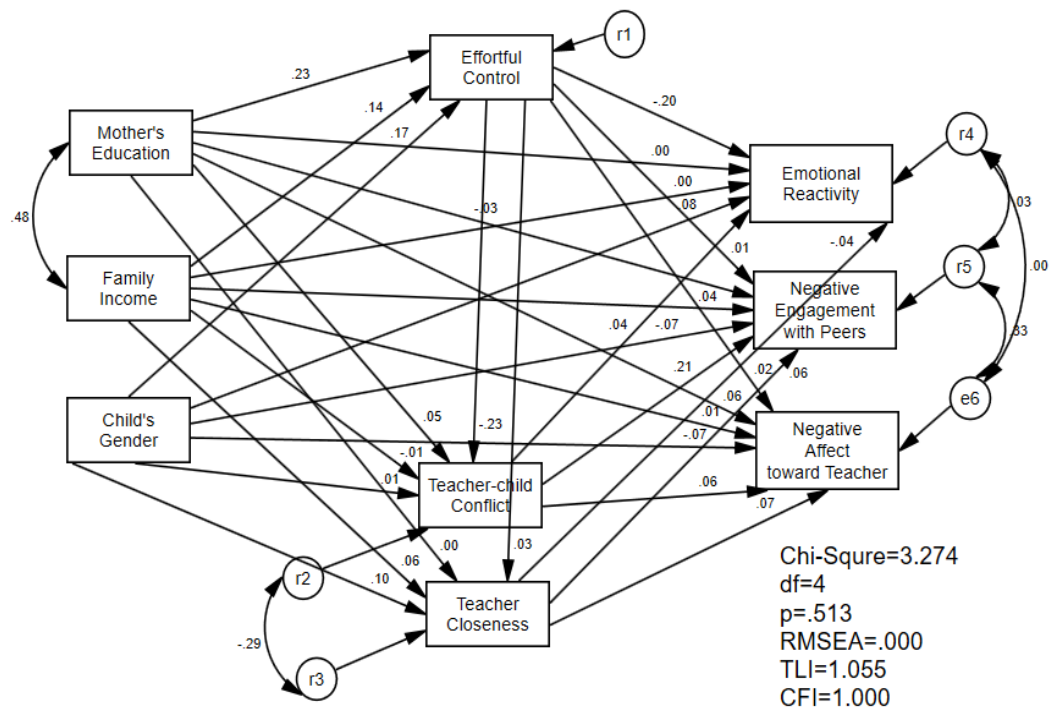 r1
Effortful
Control
.23
.14
-.20
.17
Mother's
Education
r4
.00
Emotional
Reactivity
.00
-.03
.08
.03
.48
-.04
.01
Family
Income
r5
.00
Negative
Engagement
with Peers
.04
.04
-.07
.33
.21
.02
.06
.06
e6
Child's
Gender
.05
-.23
.01
-.07
Negative
Affect
toward Teacher
-.01
.01
Teacher-child
Conflict
.06
.07
.00
.03
.06
r2
.10
Teacher
Closeness
-.29
r3
Chi-Squre=3.274
df=4
p=.513
RMSEA=.000
TLI=1.055
CFI=1.000